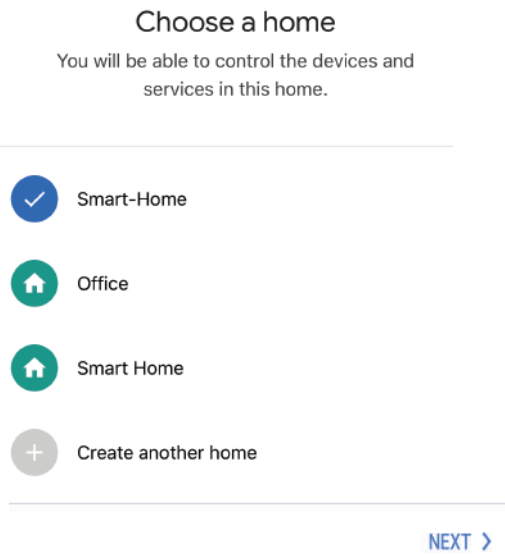 Choose a home
You will be able to control the devices and
services in this home.
Smart-Home
Office
Smart Home
Create another home
NEXT